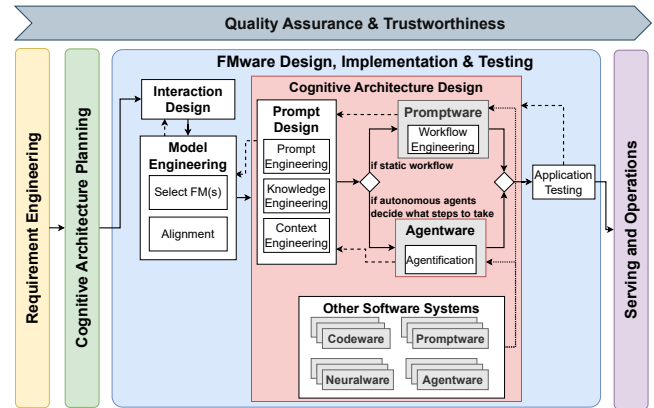 Quality Assurance & Trustworthiness
Requirement Engineering
Cognitive Architecture Planning
FMware Design, Implementation & Testing
Interaction
Design
Model
Engineering
Select FM(s)
Alignment
Cognitive Architecture Design
Prompt
Design
Prompt
Engineering
Knowledge
Engineering
Context
Engineering
Promptware
Workflow
Engineering
if static workflow
if autonomous agents
decide what steps to take
Agentware
Agentification
Other Software Systems
Codeware
Promptware
Neuralware
Agentware
Application
Testing
Serving and Operations